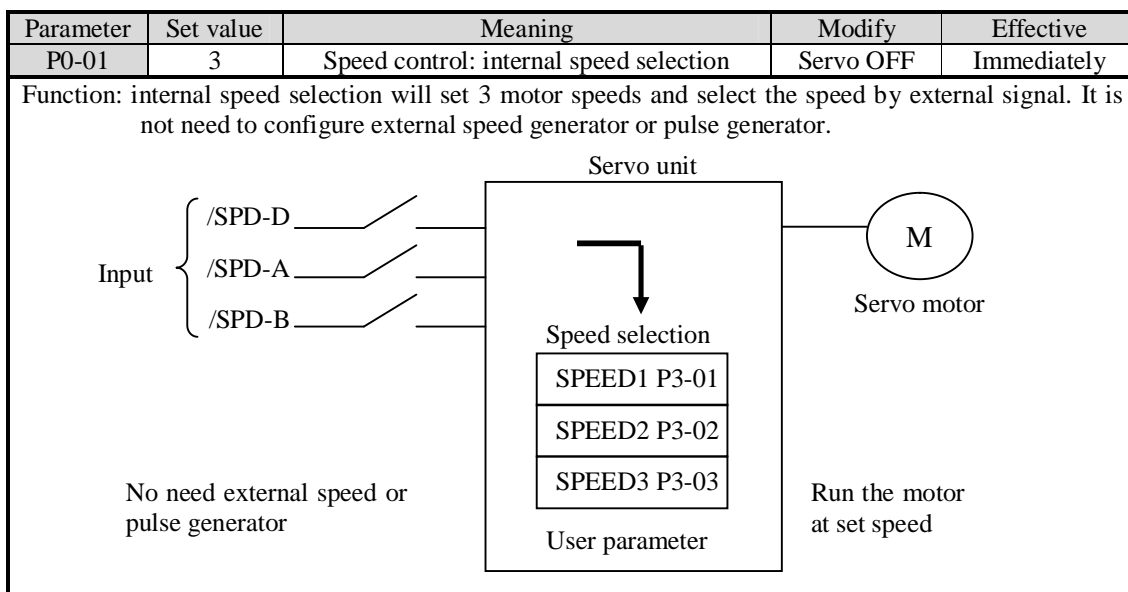 Parameter Set value Meaning Modify Effective
P0-01 3 Speed control: internal speed selection Servo OFF Immediately
Function: internal speed selection will set 3 motor speeds and select the speed by external signal. It is
not need to configure external speed generator or pulse generator.
Servo unit
/SPD-D
M
Input
/SPD-A
/SPD-B
Servo motor
Speed selection
SPEED1 P3-01
SPEED2 P3-02
SPEED3 P3-03
No need external speed or
pulse generator
Run the motor
at set speed
User parameter